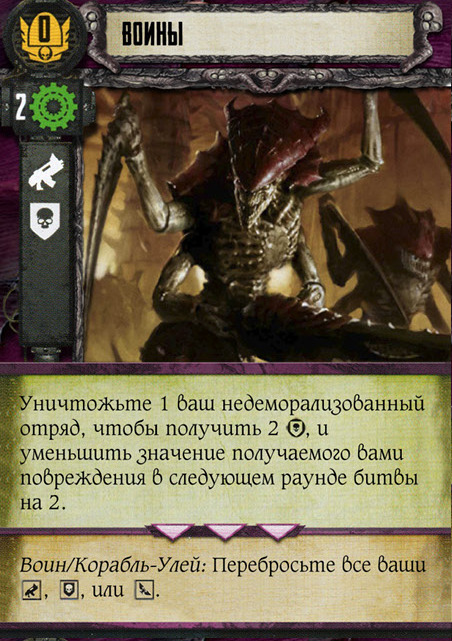 0
ВОИНЫ
2
Уничтожьте 1 ваш недеморализованный
отряд, чтобы получить 2 , и
уменьшить значение получаемого вами
повреждения в следующем раунде битвы
на 2.
Воин/Корабль-Улей: Перебросьте все ваши
, , или .